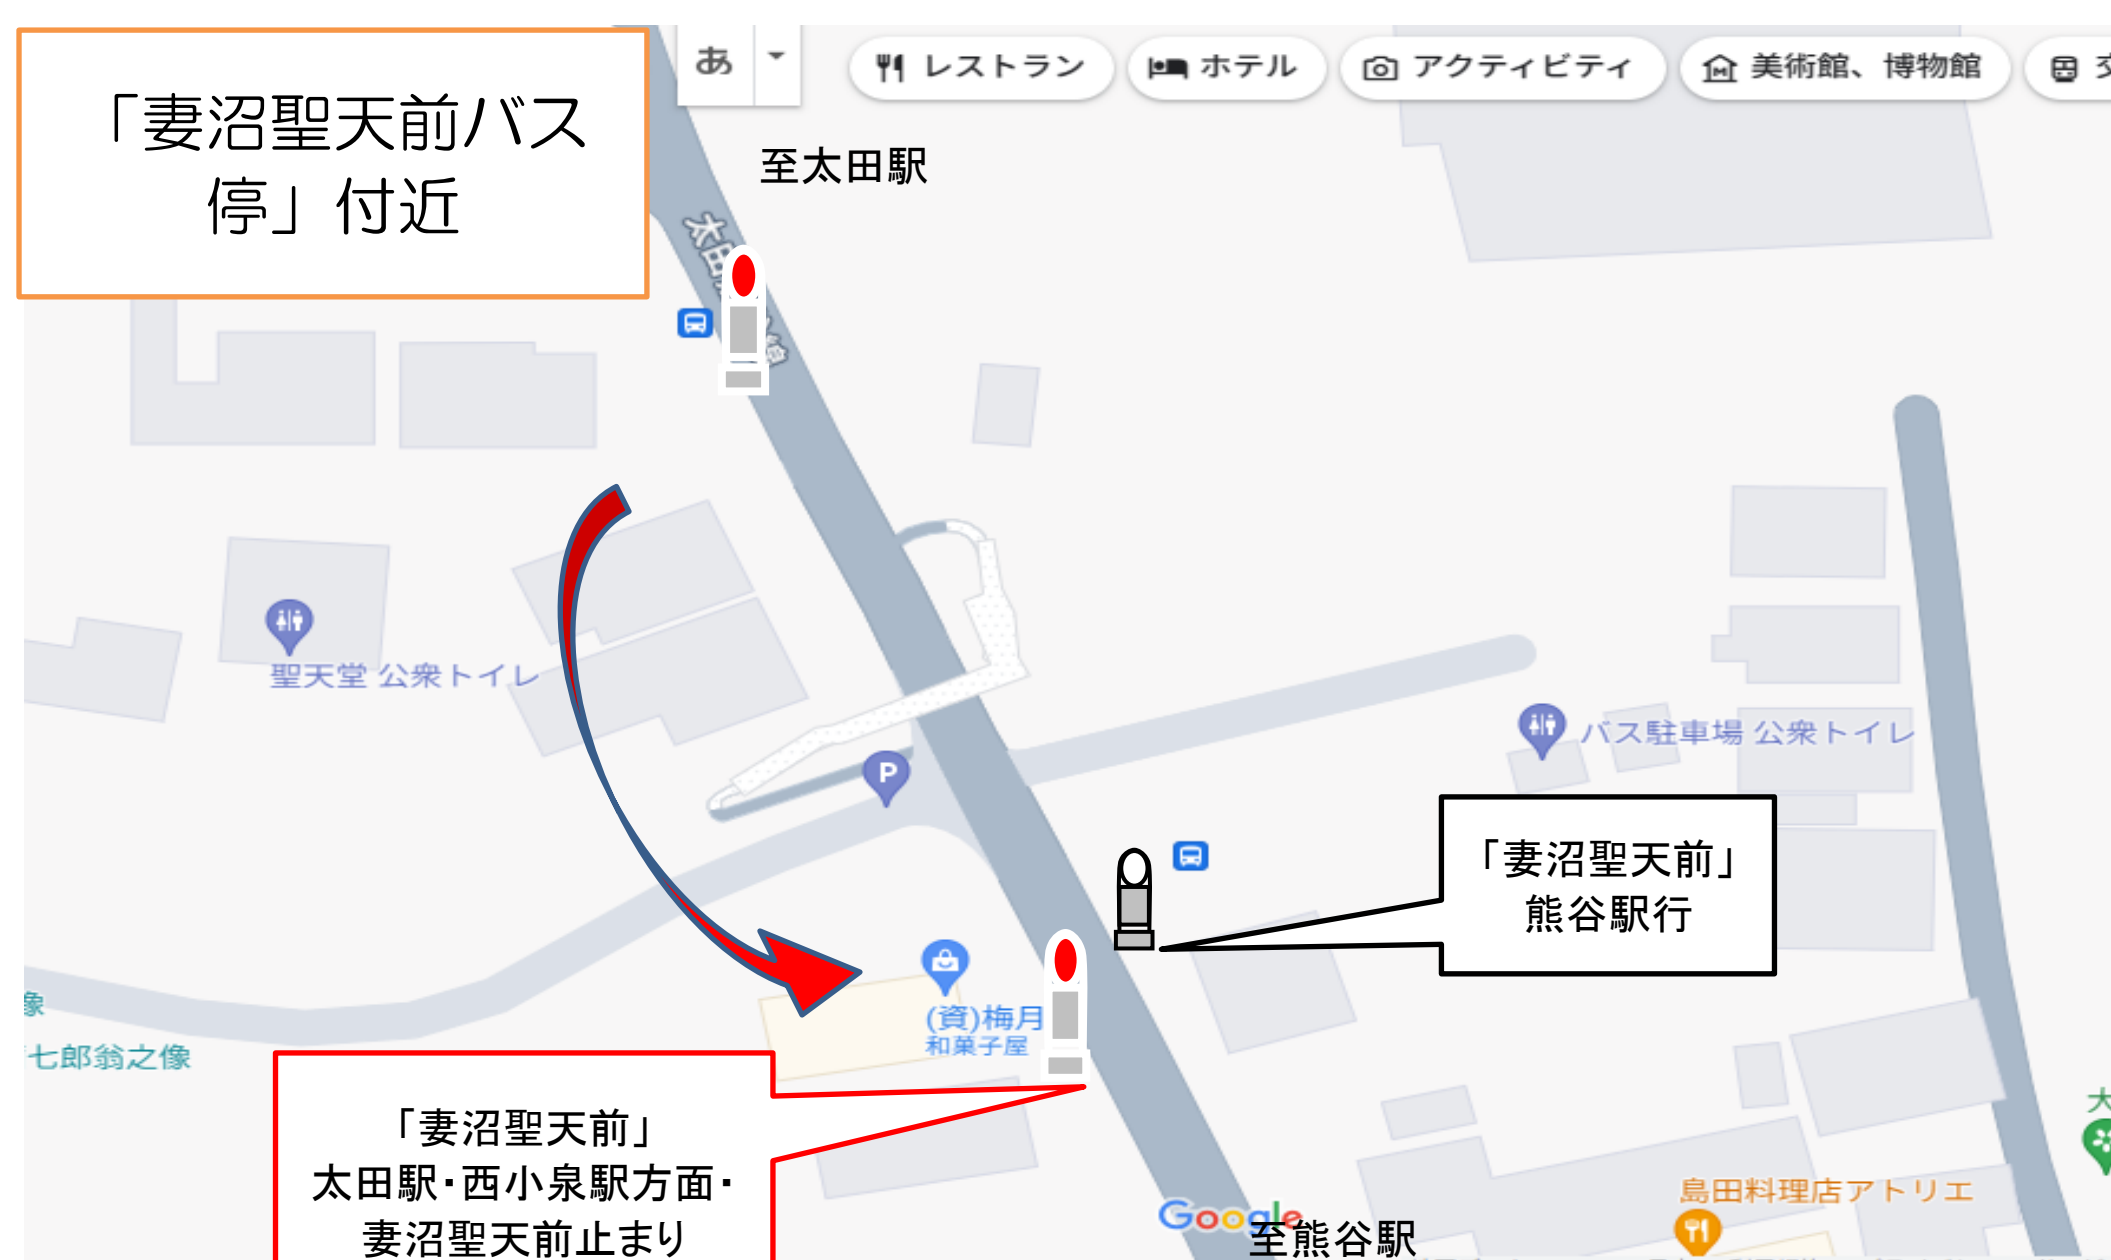 「妻沼聖天前バス
停」付近
あ
レストラン
ホテル
アクティビティ
美術館、博物館
至太田駅
太田
線
聖天堂 公衆トイレ
P
バス駐車場 公衆トイレ
「妻沼聖天前」
熊谷駅行
(資)梅月
和菓子屋
像
七郎翁之像
「妻沼聖天前」
太田駅・西小泉駅方面・
妻沼聖天前止まり
大
島田料理店アトリエ
Google
至熊谷駅